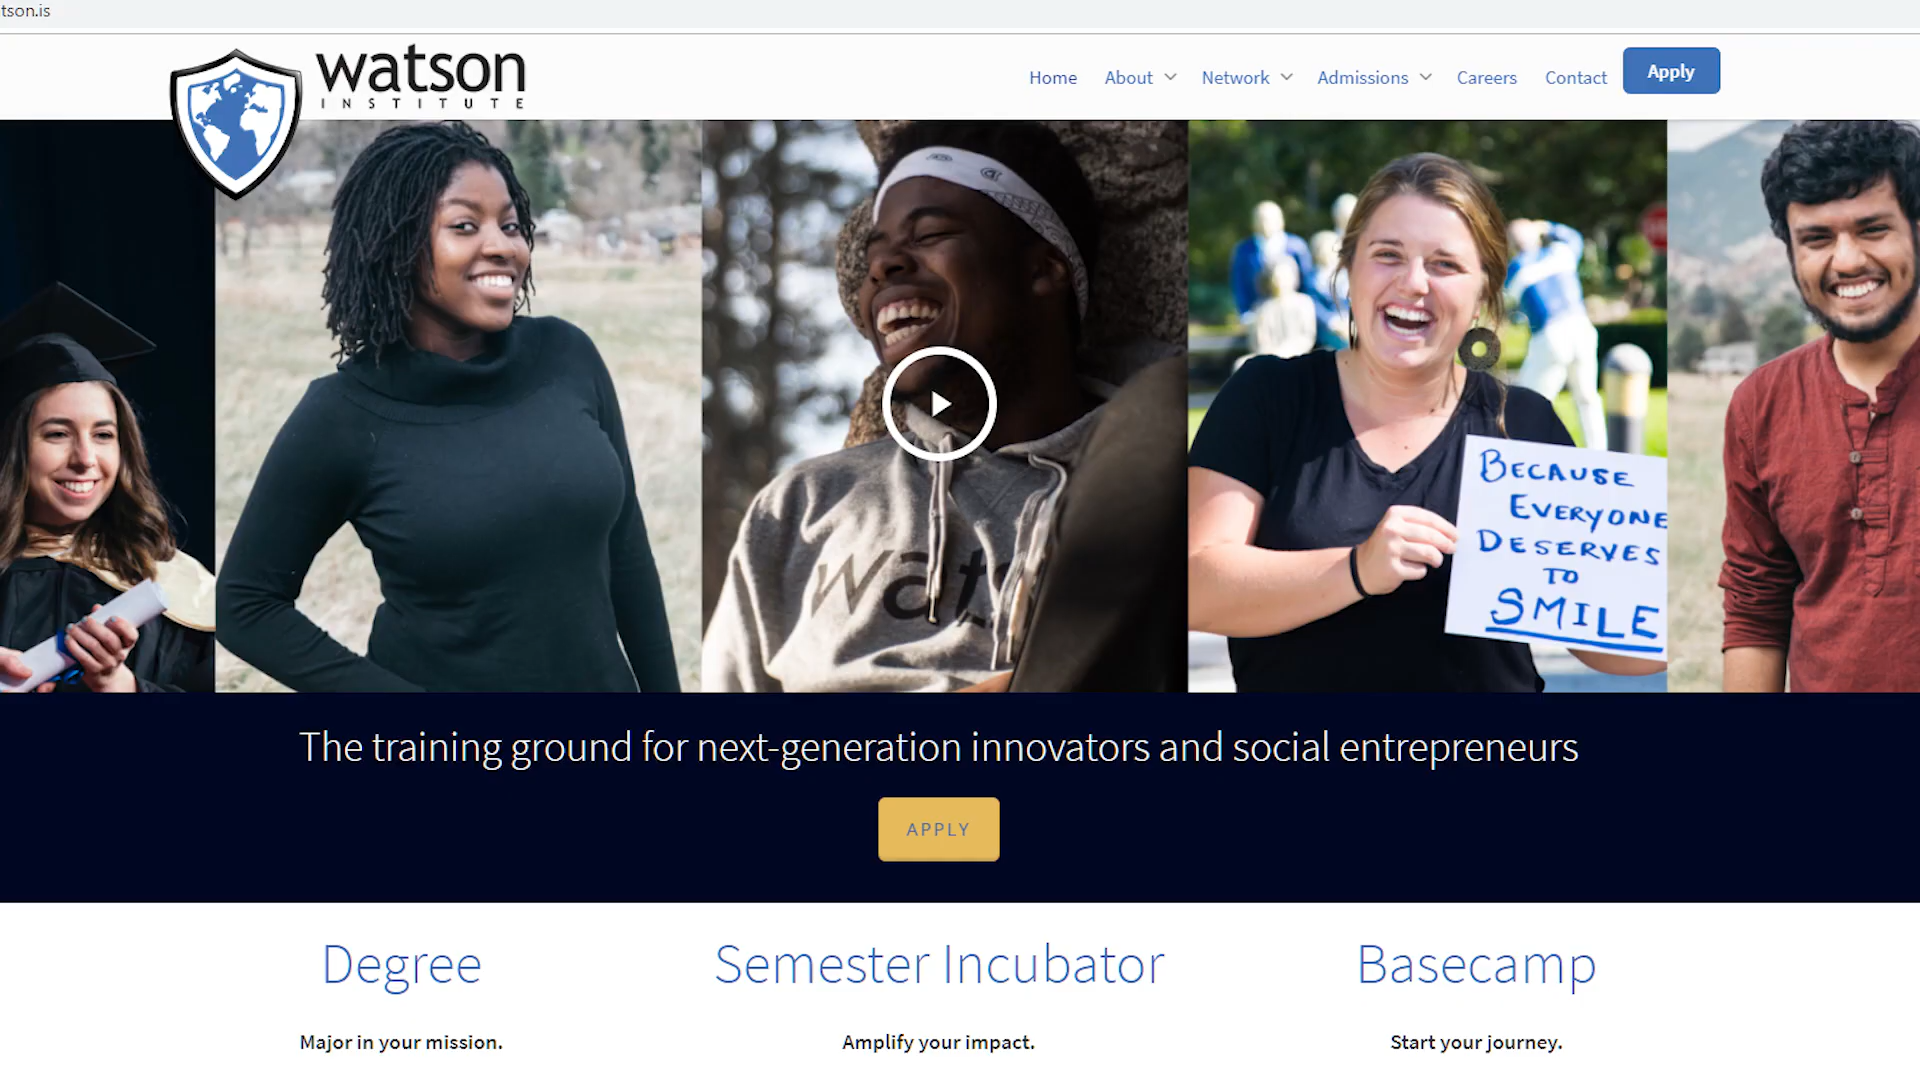 tson.is
watson
INSTITUTE
Home About Network Admissions Careers Contact Apply
wats
BECAUSE
EVERYONE
DESERVES
TO
SMILE
The training ground for next-generation innovators and social entrepreneurs
APPLY
Degree Semester Incubator Basecamp
Major in your mission. Amplify your impact. Start your journey.